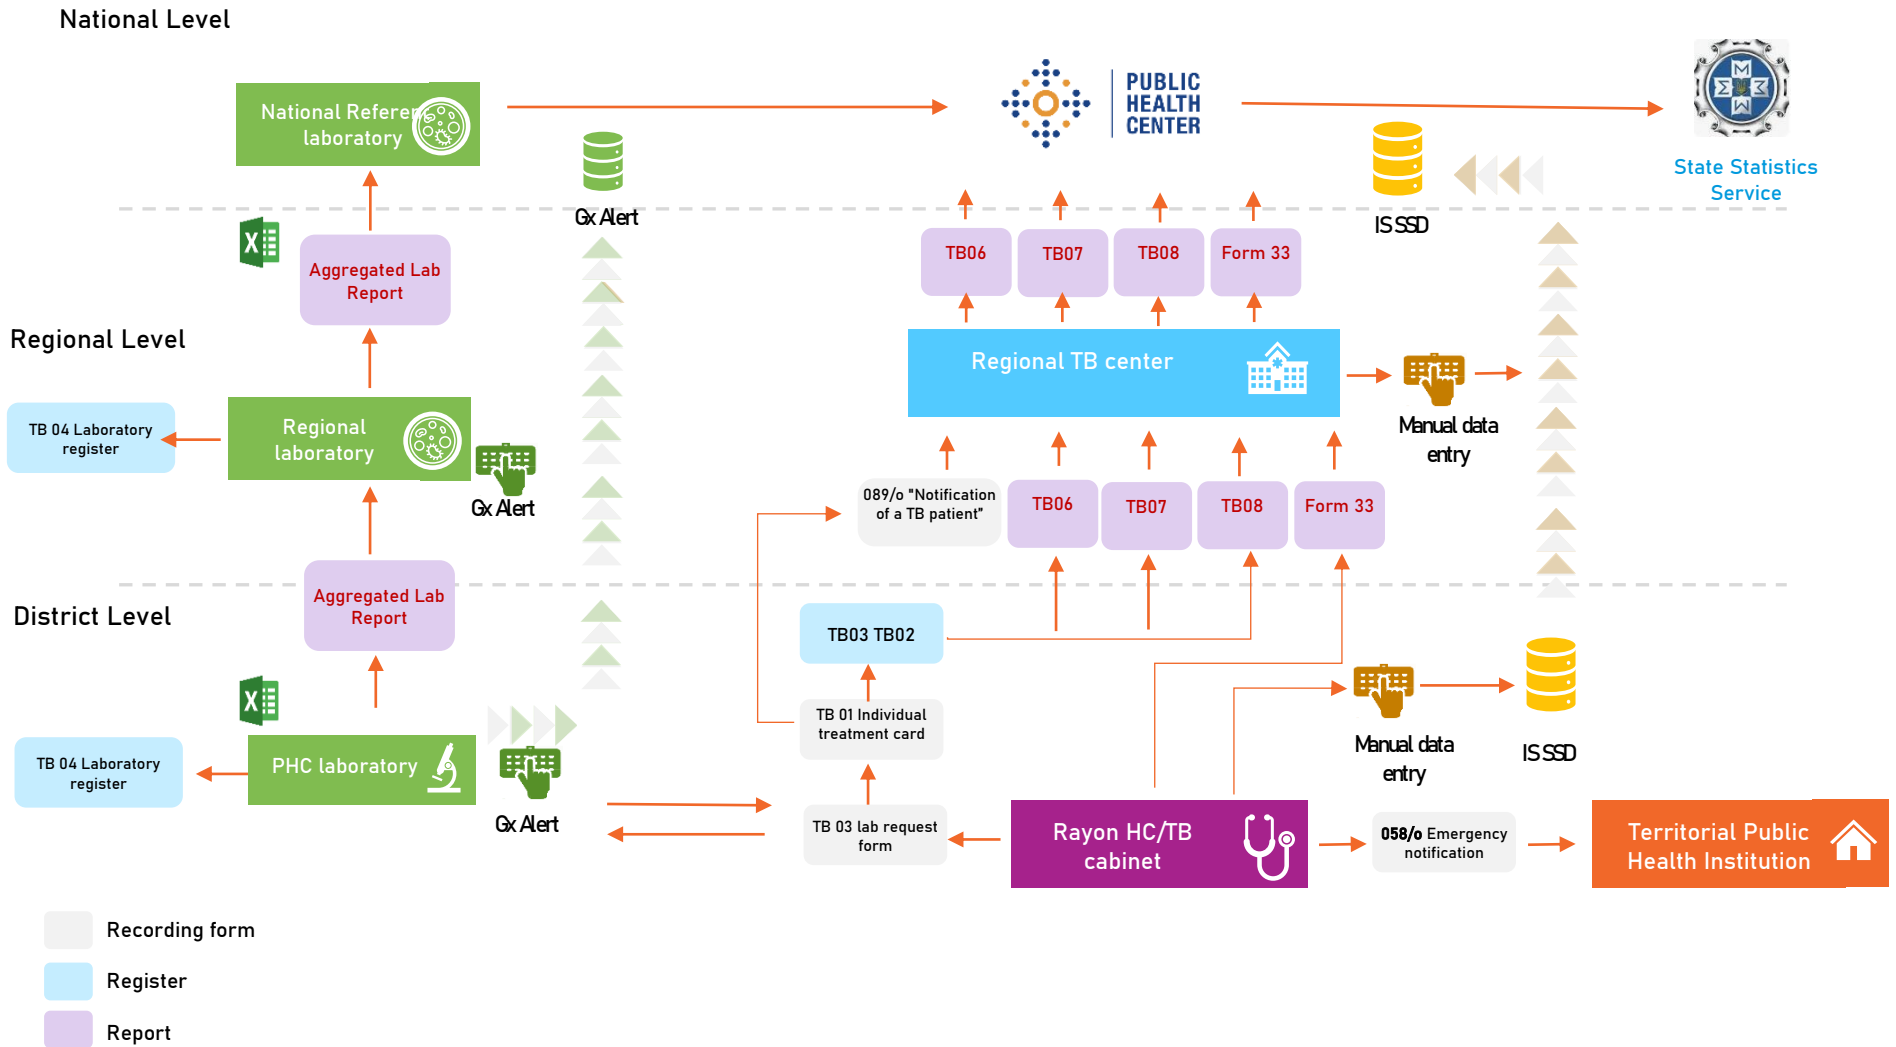 National Level
National Referen
laboratory
PUBLIC
HEALTH
CENTER
State Statistics
Service
Gx Alert
IS SSD
Aggregated Lab
Report
TB06
TB07
TB08
Form 33
Regional Level
Regional TB center
TB 04 Laboratory
register
Regional
laboratory
Gx Alert
Manual data
entry
089/o "Notification
of a TB patient"
TB06
TB07
TB08
Form 33
District Level
Aggregated Lab
Report
TB03 TB02
TB 01 Individual
treatment card
Manual data
entry
IS SSD
TB 04 Laboratory
register
PHC laboratory
Gx Alert
TB 03 lab request
form
Rayon HC/TB
cabinet
058/o Emergency
notification
Territorial Public
Health Institution
Recording form
Register
Report